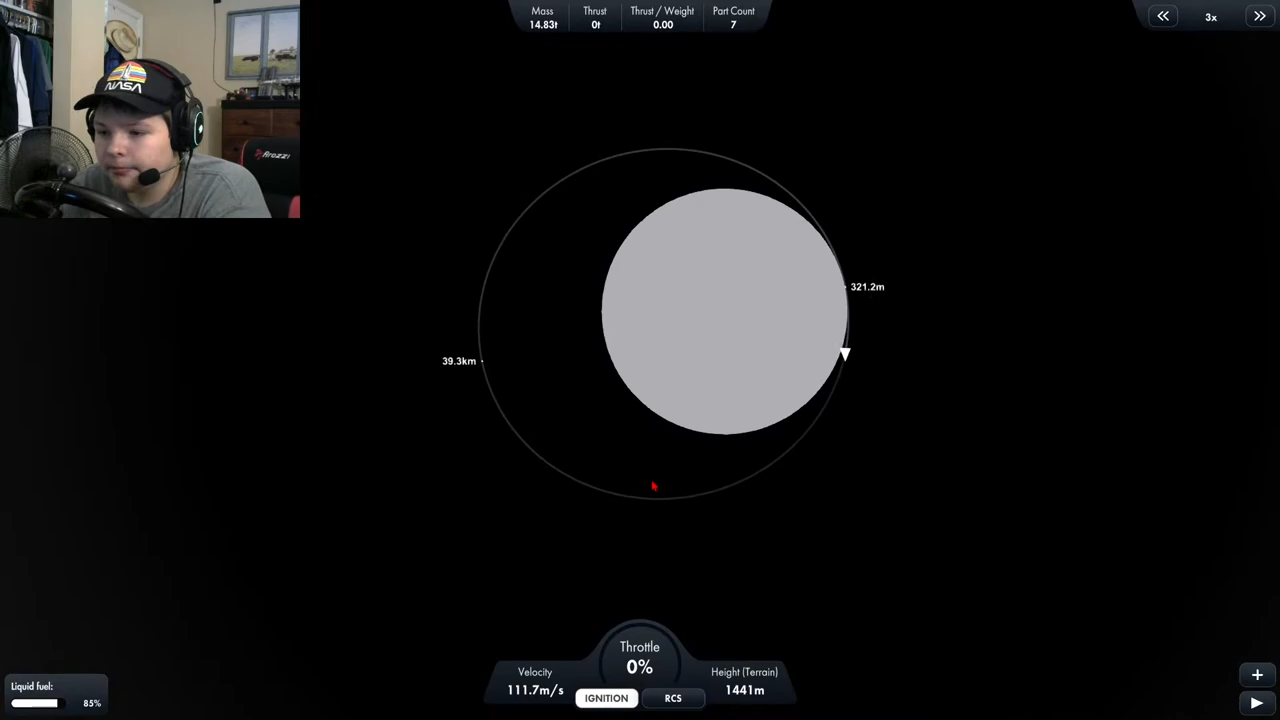 Mass
14.83t
Thrust
0t
Thrust / Weight
0.00
Part Count
7
3x
NASA
Arozzi
321.2m
39.3km
Throttle
0%
Velocity
111.7m/s
Height (Terrain)
1441m
IGNITION
RCS
Liquid fuel:
85%